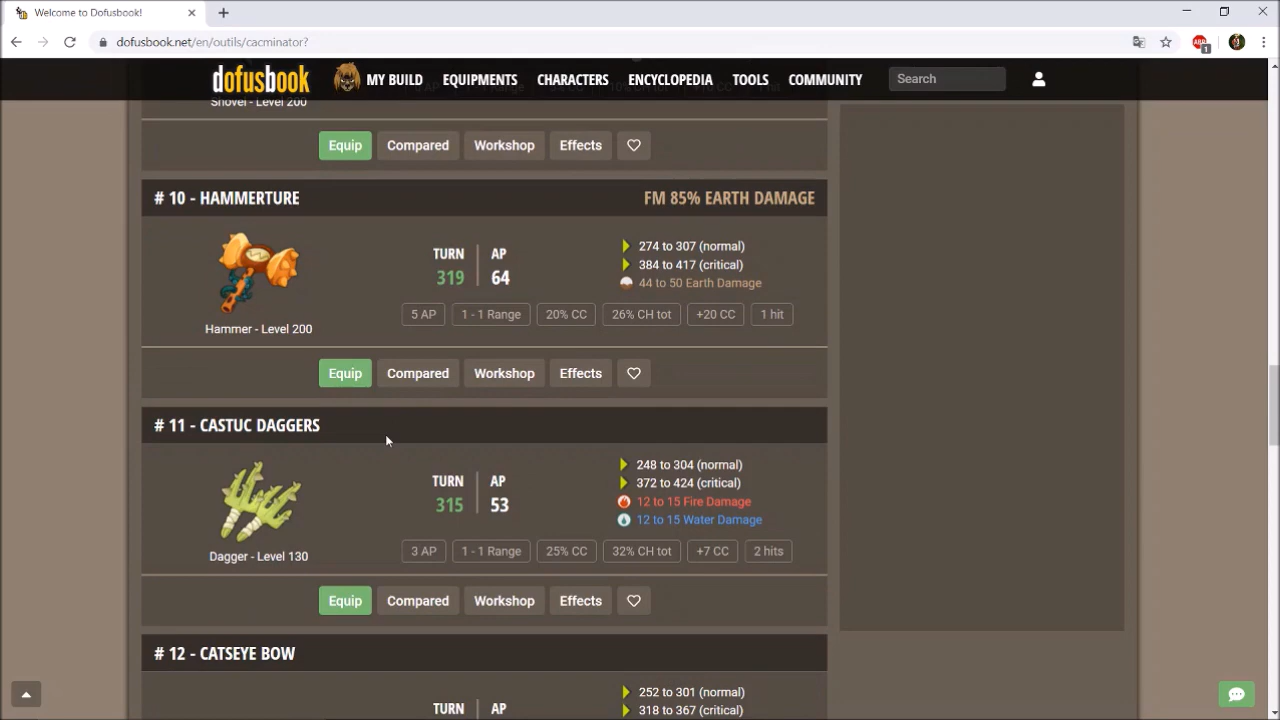 Welcome to Dofusbook!
dofusbook.net/en/outils/cacminator?
1
dofusbook MY BUILD EQUIPMENTS CHARACTERS ENCYCLOPEDIA TOOLS COMMUNITY Search
Shovel - Level 200
Equip Compared Workshop Effects
# 10 - HAMMERTURE FM 85% EARTH DAMAGE
TURN AP
319 64
274 to 307 (normal)
384 to 417 (critical)
44 to 50 Earth Damage
5 AP 1 - 1 Range 20% CC 26% CH tot +20 CC 1 hit
Hammer - Level 200
Equip Compared Workshop Effects
# 11 - CASTUC DAGGERS
TURN AP
315 53
248 to 304 (normal)
372 to 424 (critical)
12 to 15 Fire Damage
12 to 15 Water Damage
3 AP 1 - 1 Range 25% CC 32% CH tot +7 CC 2 hits
Dagger - Level 130
Equip Compared Workshop Effects
# 12 - CATSEYE BOW
252 to 301 (normal)
TURN AP
318 to 367 (critical)